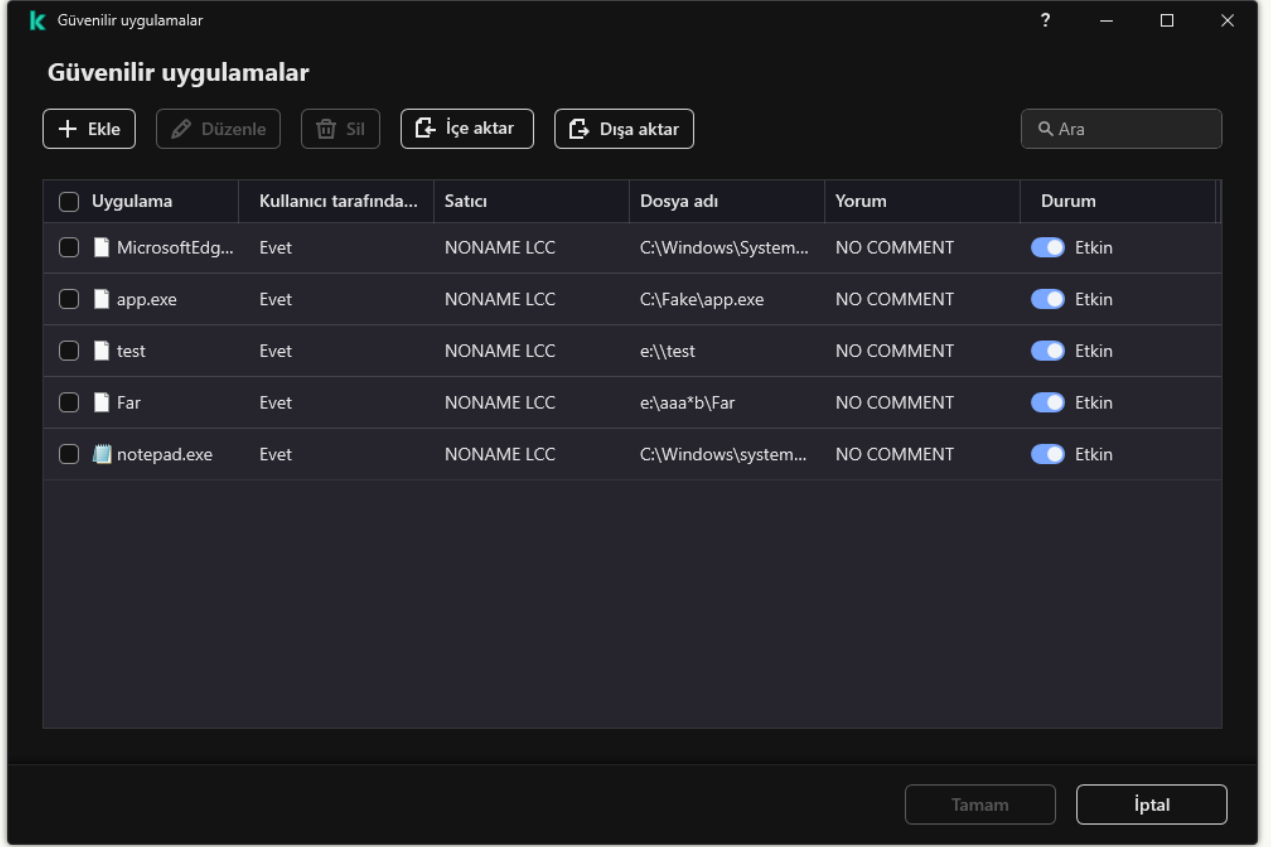 Güvenilir uygulamalar
?
Güvenilir uygulamalar
Ekle Düzenle Sil İçe aktar Dışa aktar Ara
Uygulama Kullanıcı tarafında... Satıcı Dosya adı Yorum Durum
MicrosoftEdg... Evet NONAME LCC C:\Windows\System... NO COMMENT Etkin
app.exe Evet NONAME LCC C:\Fake\app.exe NO COMMENT Etkin
test Evet NONAME LCC e:\\test NO COMMENT Etkin
Far Evet NONAME LCC e:\aaa*b\Far NO COMMENT Etkin
notepad.exe Evet NONAME LCC C:\Windows\system... NO COMMENT Etkin
Tamam İptal